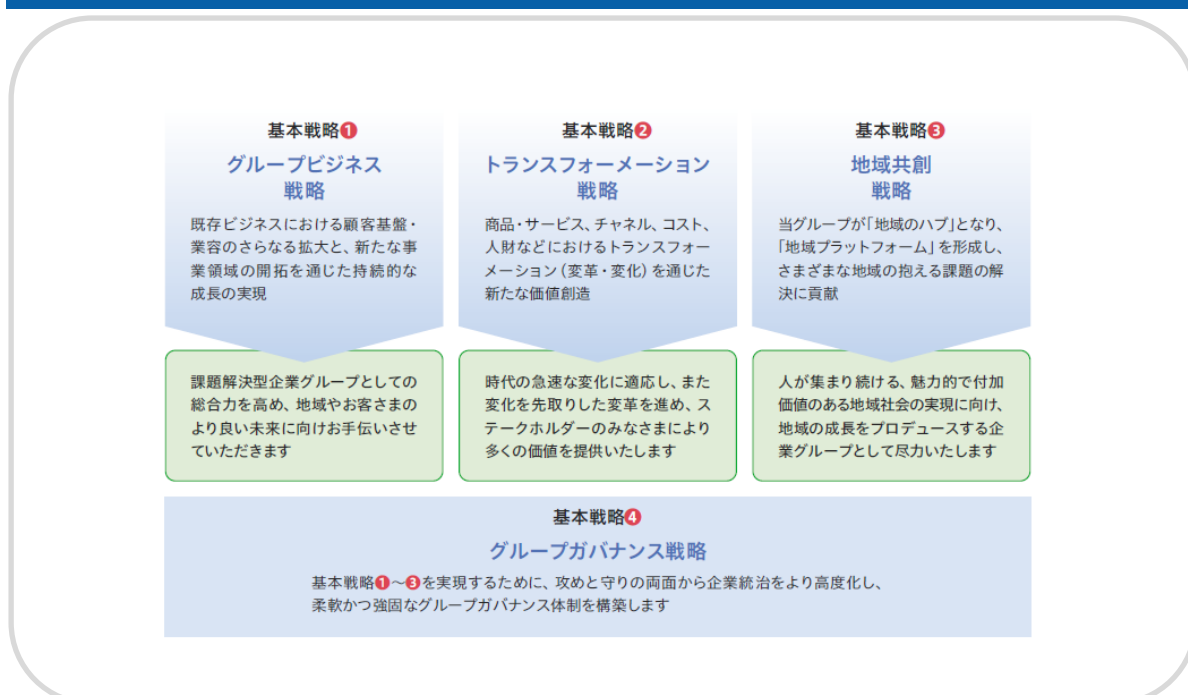 基本戦略❶
グループビジネス
戦略
既存ビジネスにおける顧客基盤・
業容のさらなる拡大と、新たな事
業領域の開拓を通じた持続的な
成長の実現
課題解決型企業グループとしての
総合力を高め、地域やお客さまの
より良い未来に向けお手伝いさせ
ていただきます
基本戦略❷
トランスフォーメーション
戦略
商品・サービス、チャネル、コスト、
人財などにおけるトランスフォー
メーション（変革・変化）を通じた
新たな価値創造
時代の急速な変化に適応し、また
変化を先取りした変革を進め、ス
テークホルダーのみなさまにより
多くの価値を提供いたします
基本戦略❸
地域共創
戦略
当グループが「地域のハブ」となり、
「地域プラットフォーム」を形成し、
さまざまな地域の抱える課題の解
決に貢献
人が集まり続ける、魅力的で付加
価値のある地域社会の実現に向け、
地域の成長をプロデュースする企
業グループとして尽力いたします
基本戦略❹
グループガバナンス戦略
基本戦略❶～❸を実現するために、攻めと守りの両面から企業統治をより高度化し、
柔軟かつ強固なグループガバナンス体制を構築します